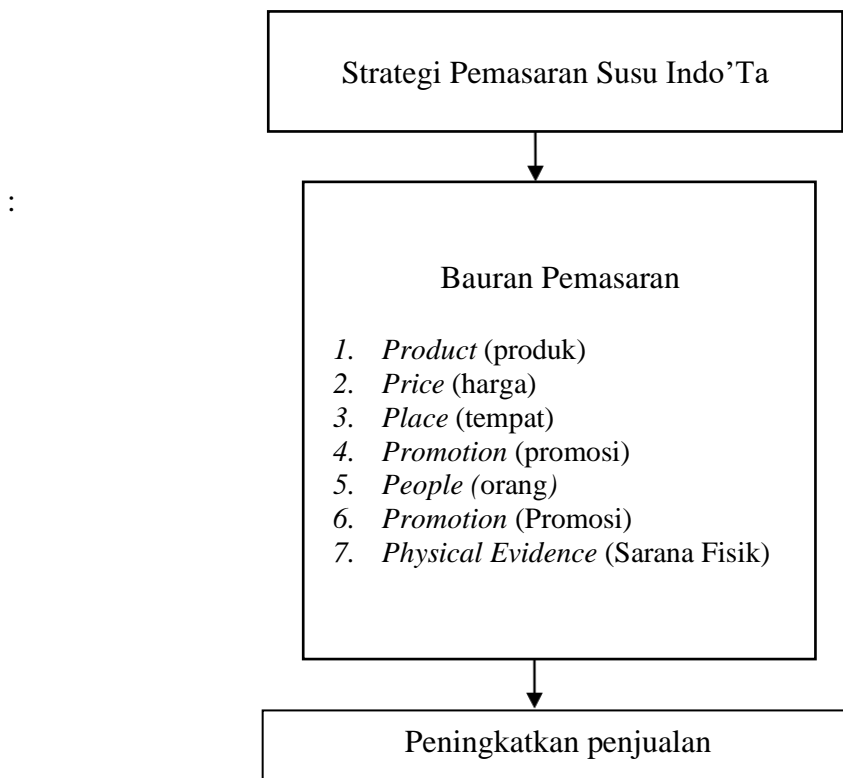 Strategi Pemasaran Susu Indo’Ta
:
Bauran Pemasaran
1. Product (produk)
2. Price (harga)
3. Place (tempat)
4. Promotion (promosi)
5. People (orang)
6. Promotion (Promosi)
7. Physical Evidence (Sarana Fisik)
Peningkatkan penjualan